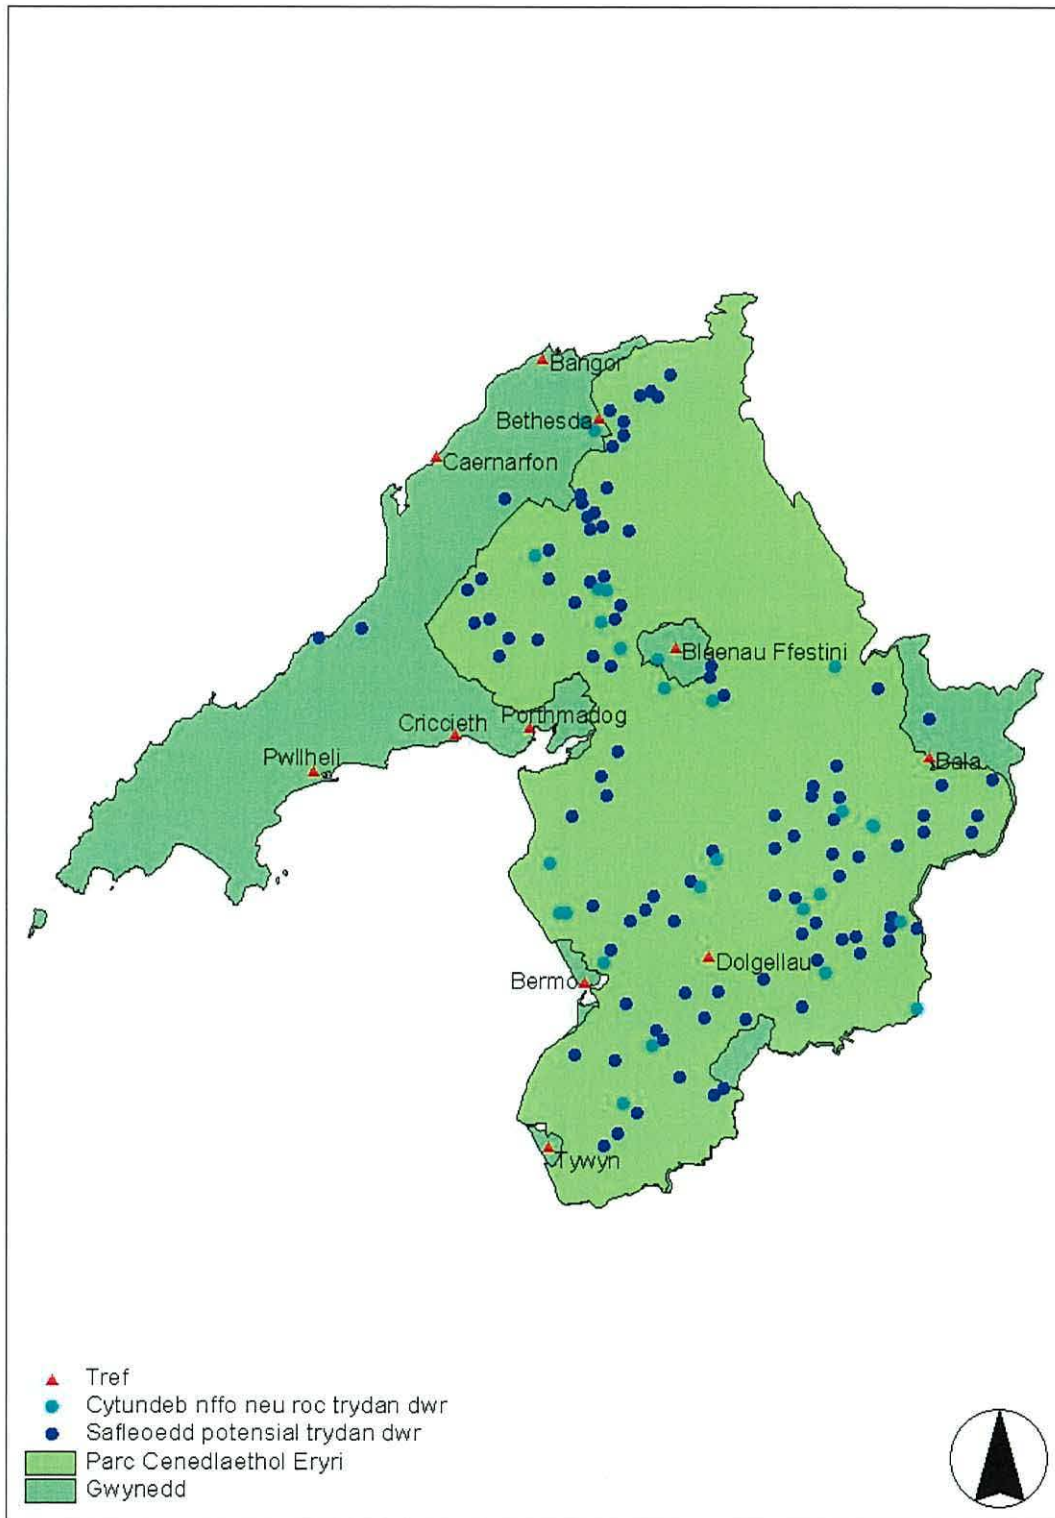 Bangor
Bethesda
Caernarfon
Blaenau Ffestini
Criccieth
Porthmadog
Pwllheli
Bala
Dolgellau
Bermo
Tywyn
Tref
Cytundeb nffo neu roc trydan dwr
Safleoedd potensial trydan dwr
Parc Cenedlaethol Eryri
Gwynedd